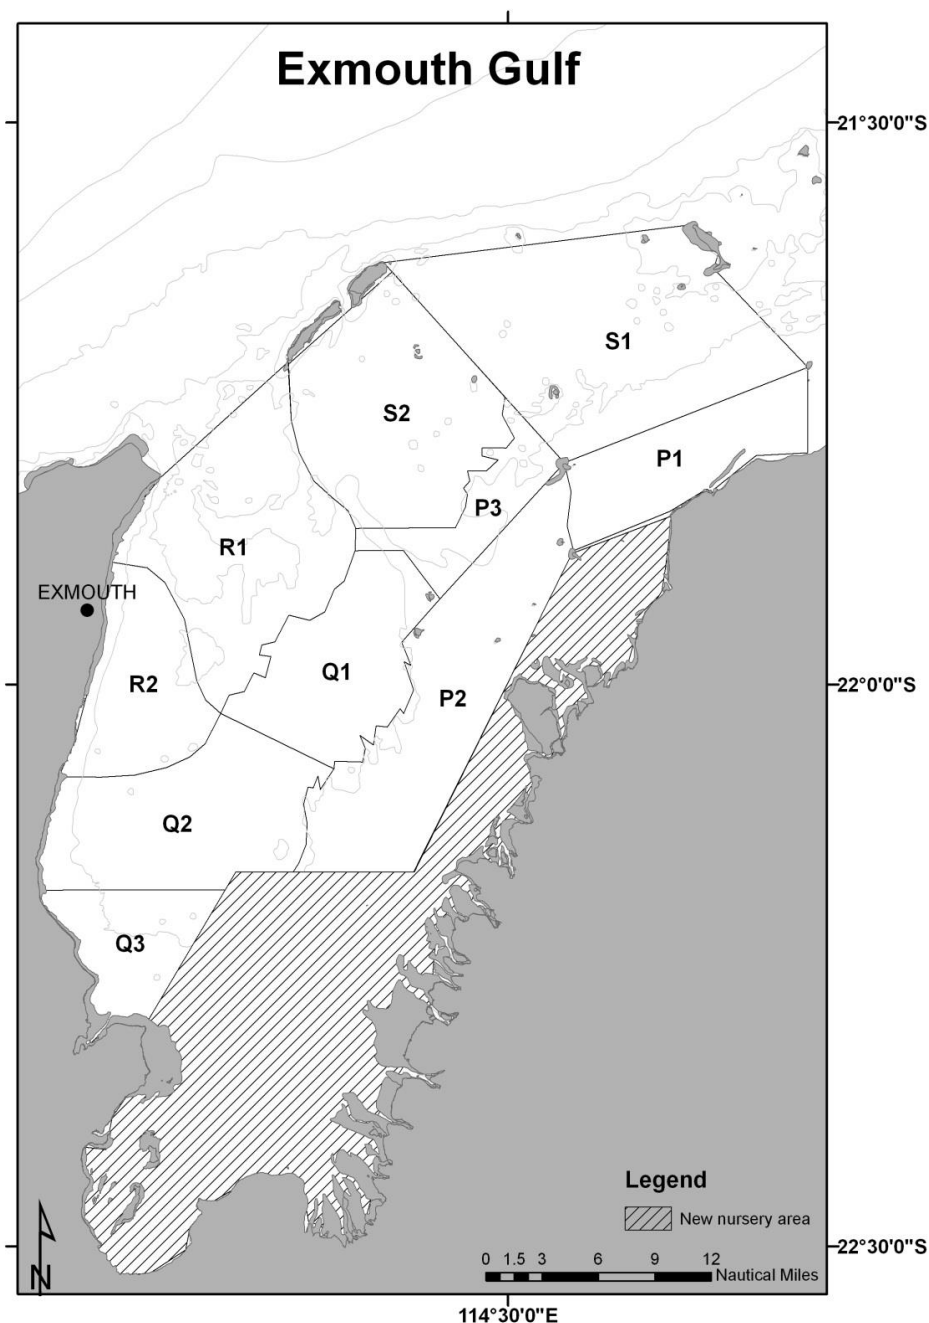 Exmouth Gulf
21°30'0"S
S1
S2
P1
P3
R1
EXMOUTH
R2
Q1
22°0'0"S
P2
Q2
Q3
Legend
New nursery area
22°30'0"S
0 1.5 3 6 9 12
Nautical Miles
N
114°30'0"E